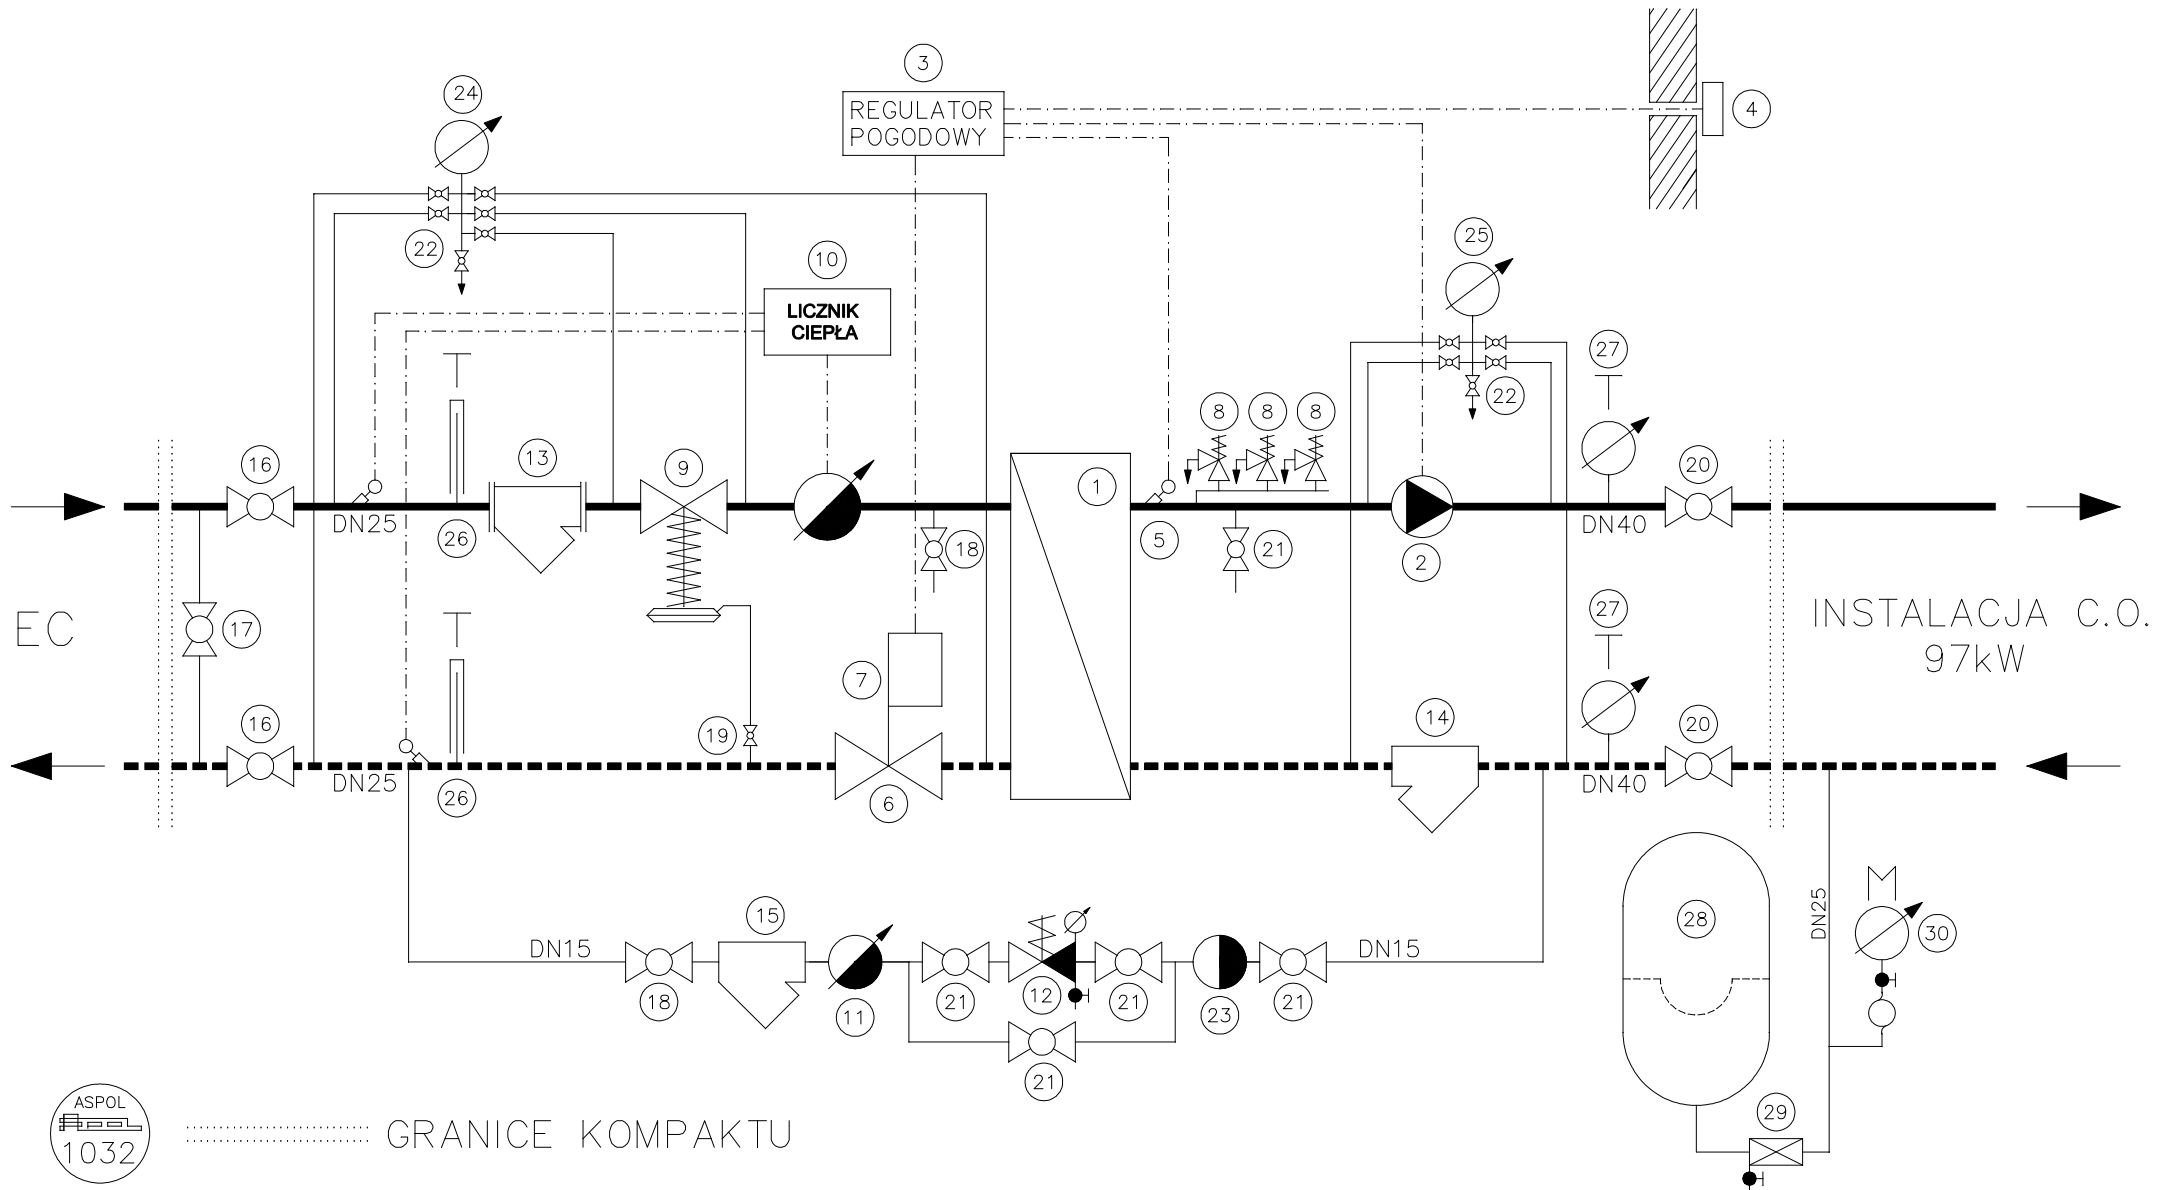 3
24
REGULATOR
POGODOWY
4
22
25
10
LICZNIK
CIEPŁA
27
22
8
8
8
16
13
9
1
20
DN25
26
18
5
21
2
DN40
EC
17
27
INSTALACJA C.O.
97kW
7
16
19
14
20
DN25
26
6
DN40
15
28
DN25
30
DN15
DN15
18
11
21
12
21
23
21
21
29
ASPOL
1032
GRANICE KOMPAKTU